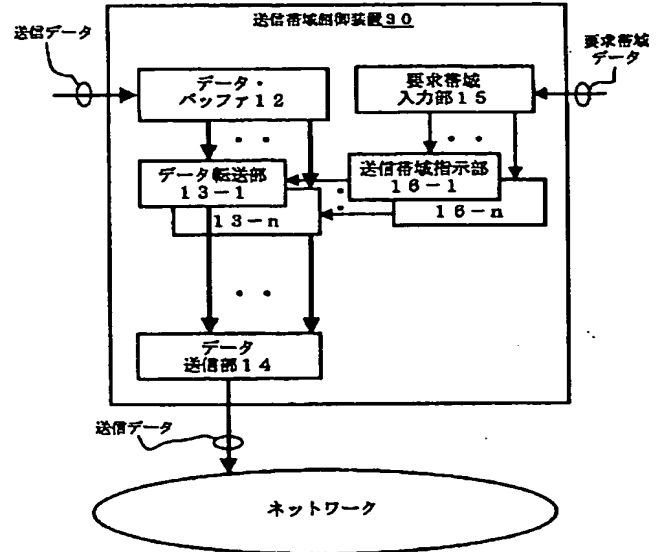 送信帯域制御装置30
送信データ
要求帯域
データ
データ・
バッファ12
要求帯域
入力部15
データ転送部
13-1
送信帯域指示部
16-1
13-n
16-n
データ
送信部14
送信データ
ネットワーク